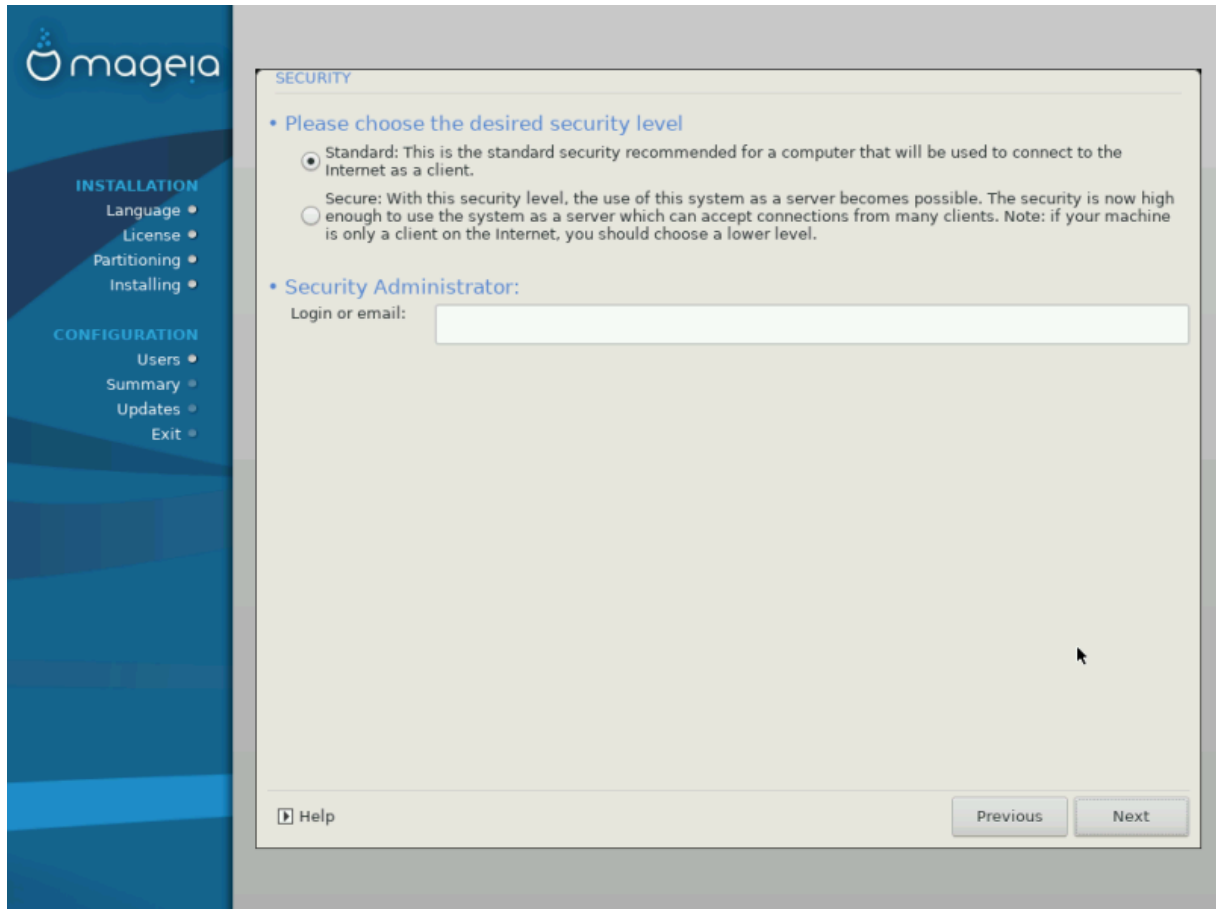 mageia
INSTALLATION
Language
License
Partitioning
Installing
CONFIGURATION
Users
Summary
Updates
Exit
SECURITY
• Please choose the desired security level
Standard: This is the standard security recommended for a computer that will be used to connect to the
Internet as a client.
Secure: With this security level, the use of this system as a server becomes possible. The security is now high
enough to use the system as a server which can accept connections from many clients. Note: if your machine
is only a client on the Internet, you should choose a lower level.
• Security Administrator:
Login or email:
Help
Previous
Next